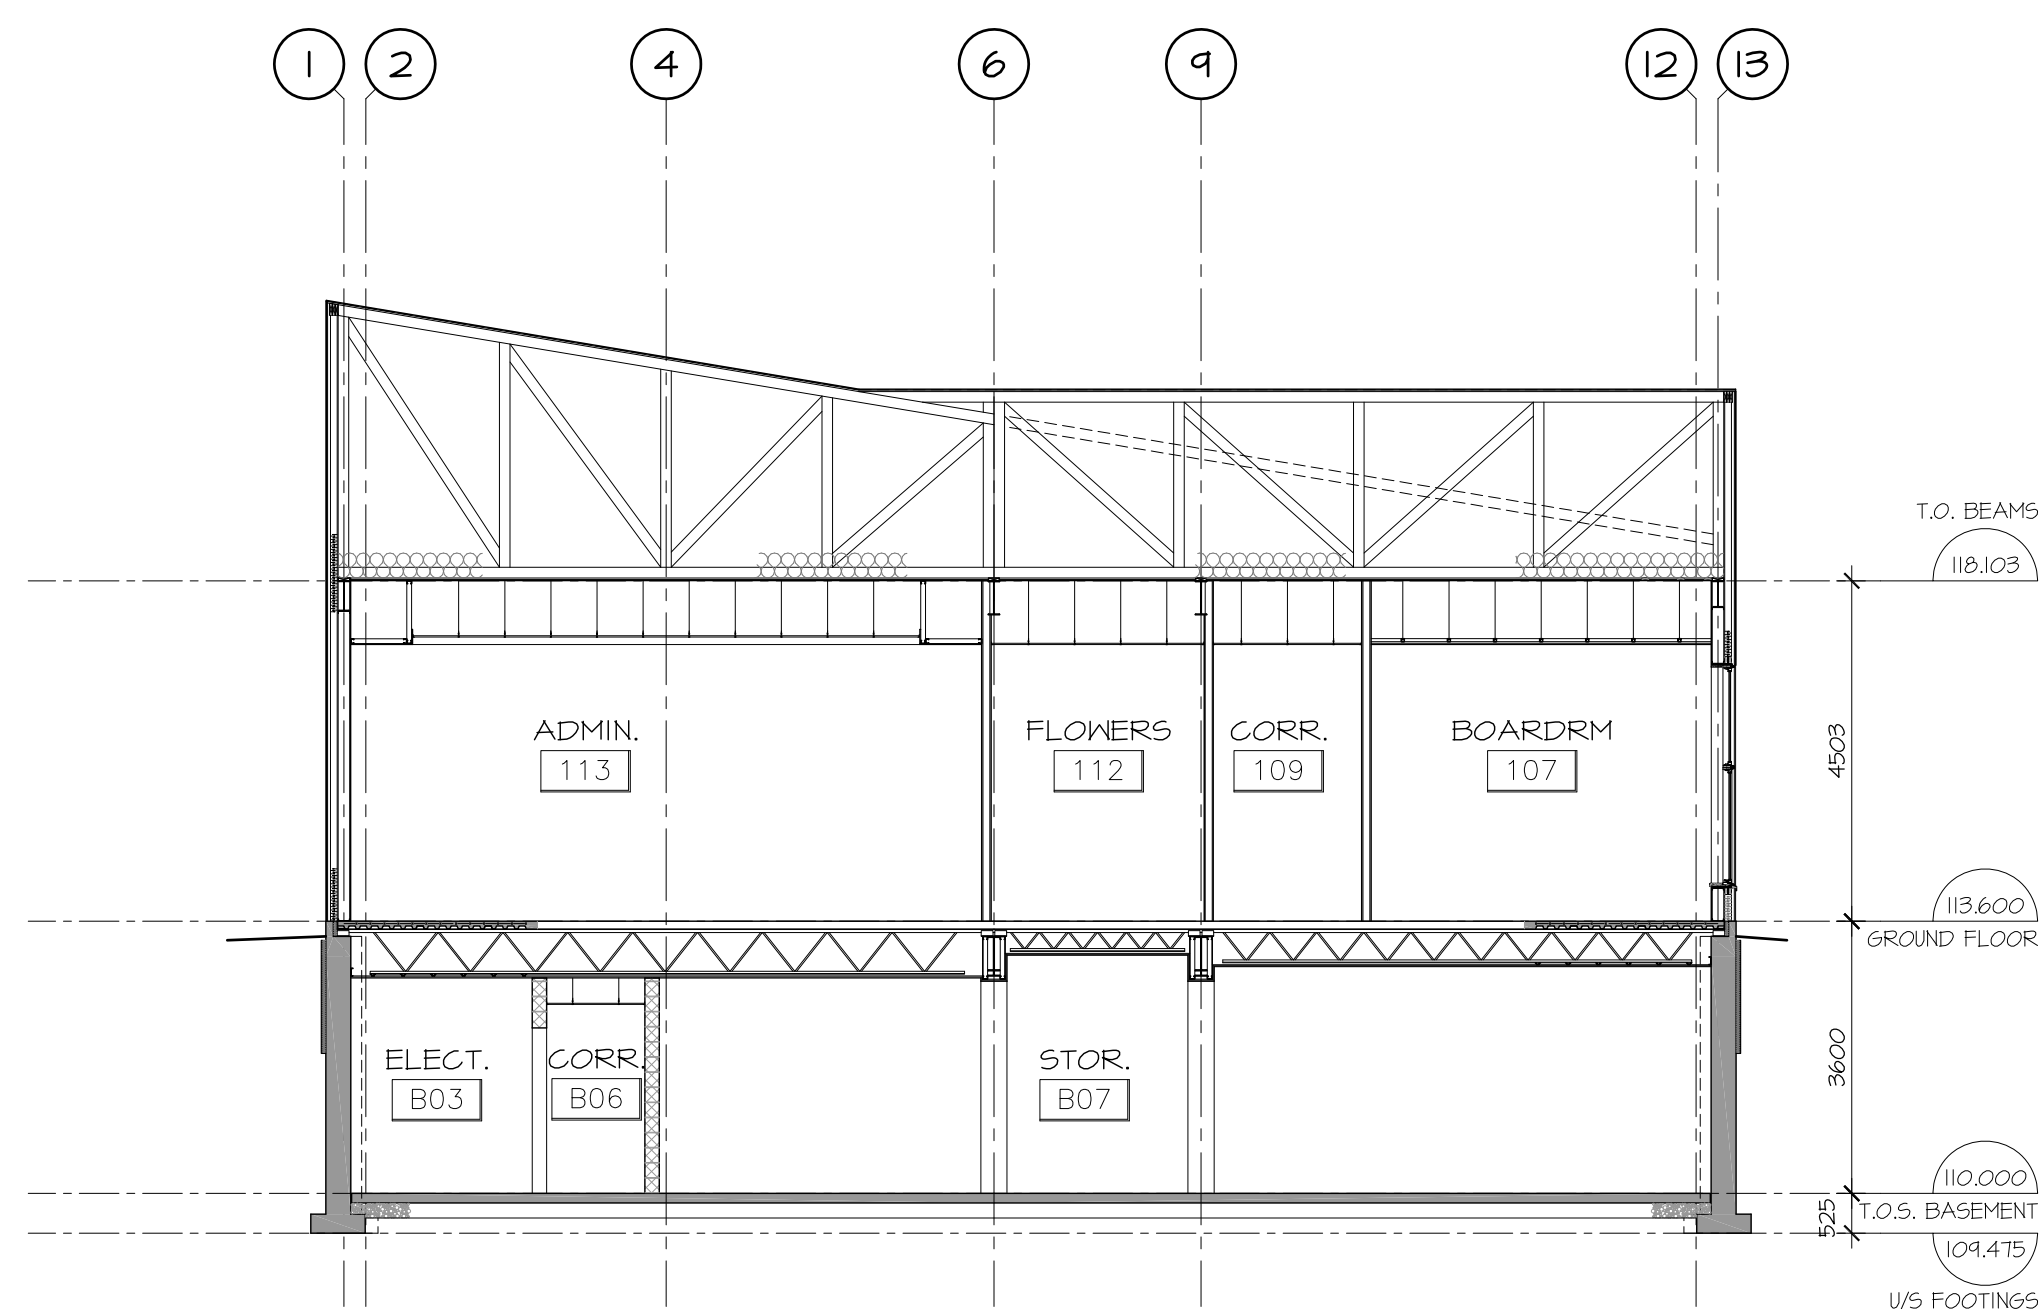 1
2
4
6
9
12
13
T.O. BEAMS
118.103
ADMIN.
113
FLOWERS
112
CORR.
109
BOARDRM
107
4503
113.600
GROUND FLOOR
ELECT.
B03
CORR.
B06
STOR.
B07
3600
110.000
T.O.S. BASEMENT
525
109.475
U/S FOOTINGS